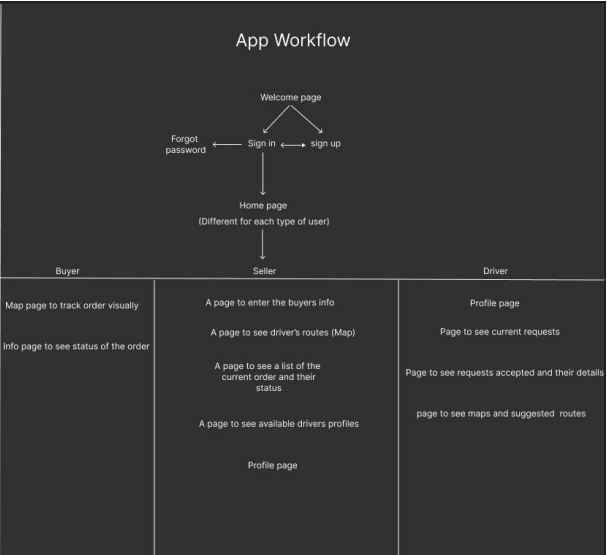 App Workflow
Welcome page
Forgot
password
Sign in
sign up
Home page
(Different for each type of user)
Buyer
Seller
Driver
Map page to track order visually
Info page to see status of the order
A page to enter the buyers info
A page to see driver's routes (Map)
A page to see a list of the
current order and their
status
A page to see available drivers profiles
Profile page
Profile page
Page to see current requests
Page to see requests accepted and their details
page to see maps and suggested routes